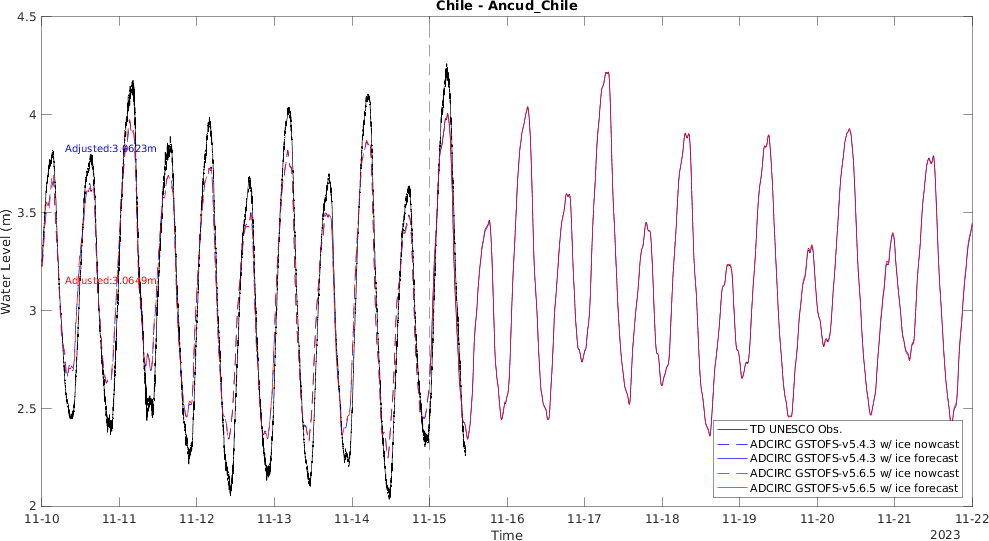 Chile - Ancud_Chile
4.5
4
3.5
3
2.5
2
Water Level (m)
Adjusted:3.0623m
Adjusted:3.0649m
TD UNESCO Obs.
ADCIRC GSTOFS-v5.4.3 w/ ice nowcast
ADCIRC GSTOFS-v5.4.3 w/ ice forecast
ADCIRC GSTOFS-v5.6.5 w/ ice nowcast
ADCIRC GSTOFS-v5.6.5 w/ ice forecast
11-10 11-11 11-12 11-13 11-14 11-15 11-16 11-17 11-18 11-19 11-20 11-21 11-22
Time
2023